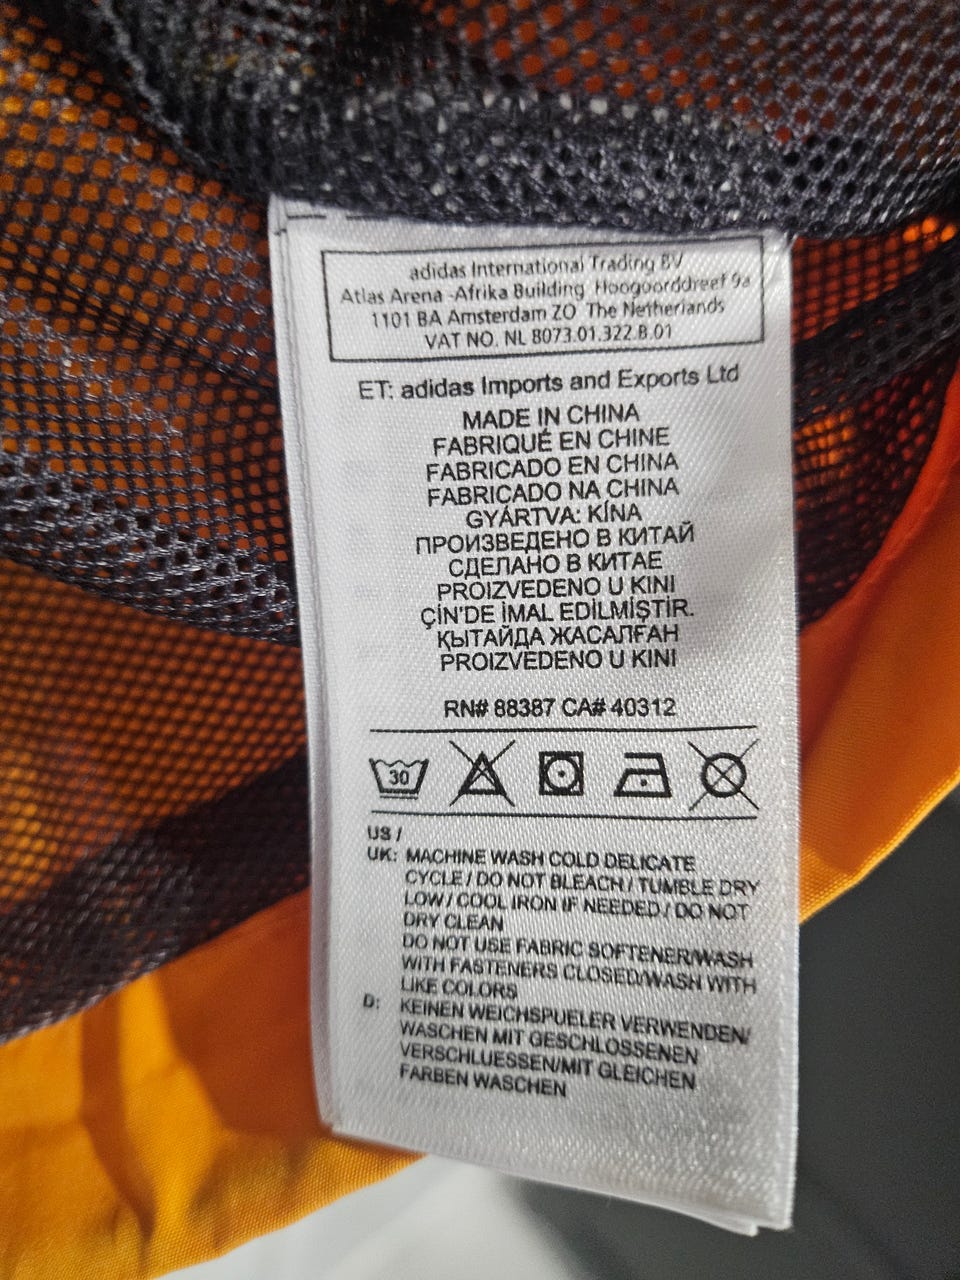 adidas International Trading BV
Atlas Arena -Afrika Building Hoogoorddreef 9a
1101 BA Amsterdam ZO The Netherlands
VAT NO. NL 8073.01.322.B.01
ET: adidas Imports and Exports Ltd
MADE IN CHINA
FABRIQUÉ EN CHINE
FABRICADO EN CHINA
FABRICADO NA CHINA
GYÁRTVA: KÍNA
ПРОИЗВЕДЕНО В КИТАЙ
СДЕЛАНО В КИТАЕ
PROIZVEDENO U KINI
ÇİN'DE İMAL EDİLMİŞTİR.
ҚЫТАЙДА ЖАСАЛҒАН
PROIZVEDENO U KINI
RN# 88387 CA# 40312
30
US /
UK: MACHINE WASH COLD DELICATE
CYCLE / DO NOT BLEACH / TUMBLE DRY
LOW / COOL IRON IF NEEDED / DO NOT
DRY CLEAN
DO NOT USE FABRIC SOFTENER/WASH
WITH FASTENERS CLOSED/WASH WITH
LIKE COLORS
D: KEINEN WEICHSPUELER VERWENDEN/
WASCHEN MIT GESCHLOSSENEN
VERSCHLUESSEN/MIT GLEICHEN
FARBEN WASCHEN